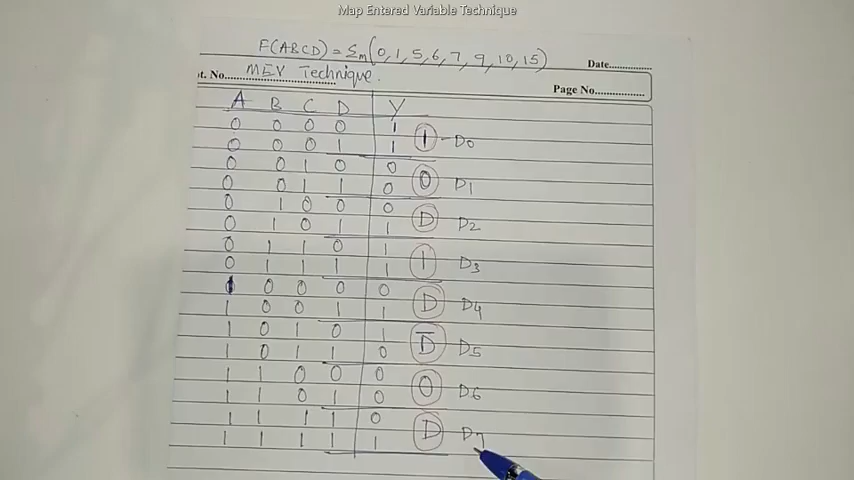 Map Entered Variable Technique
F(ABCD) = Σm(0,1,5,6,7,9,10,15)
Date..............
t. No. MEV Technique.
Page No.................
A B C D Y
0 0 0 0 1
0 0 0 1 1 1 - D0
0 0 1 0 0
0 0 1 1 0 0 D1
0 1 0 0 0
0 1 0 1 1 D D2
0 1 1 0 1
0 1 1 1 1 1 D3
1 0 0 0 0
1 0 0 1 1 D D4
1 0 1 0 1
1 0 1 1 0 D̅ D5
1 1 0 0 0
1 1 0 1 0 0 D6
1 1 1 1 0
1 1 1 1 1 D D7